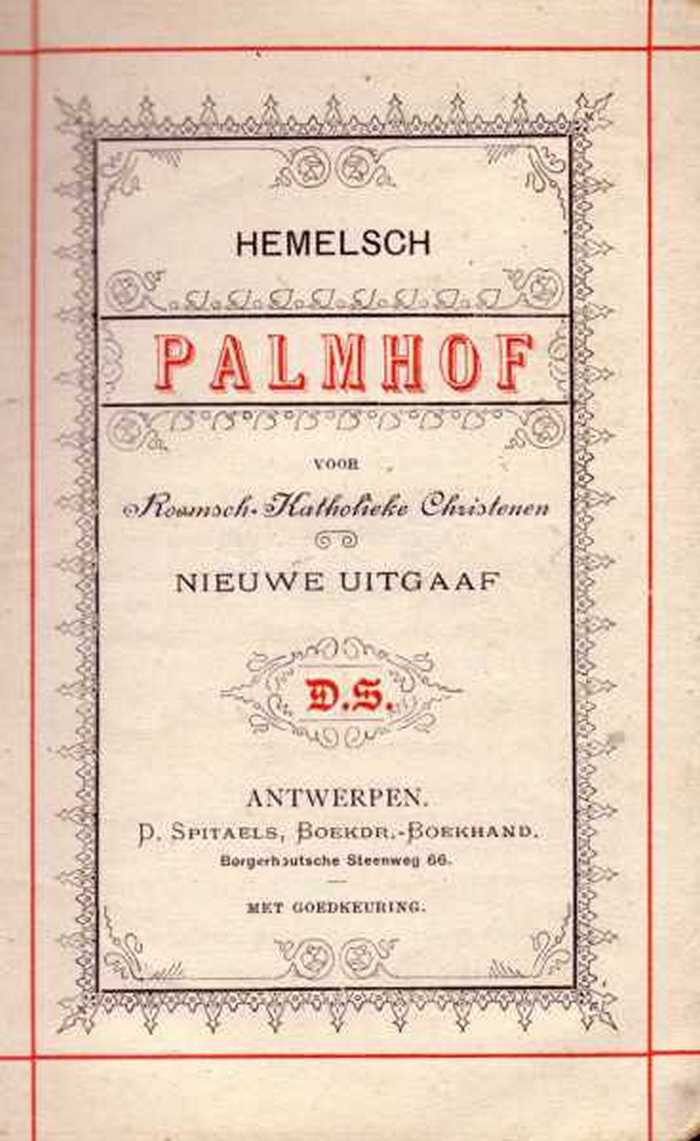 HEMELSCH
PALMHOF
VOOR
Roomsch-Katholieke Christenen
NIEUWE UITGAAF
D.S.
ANTWERPEN.
D. SPITAELS, BOEKDR.-BOEKHAND.
Borgerhoutsche Steenweg 66.
MET GOEDKEURING.